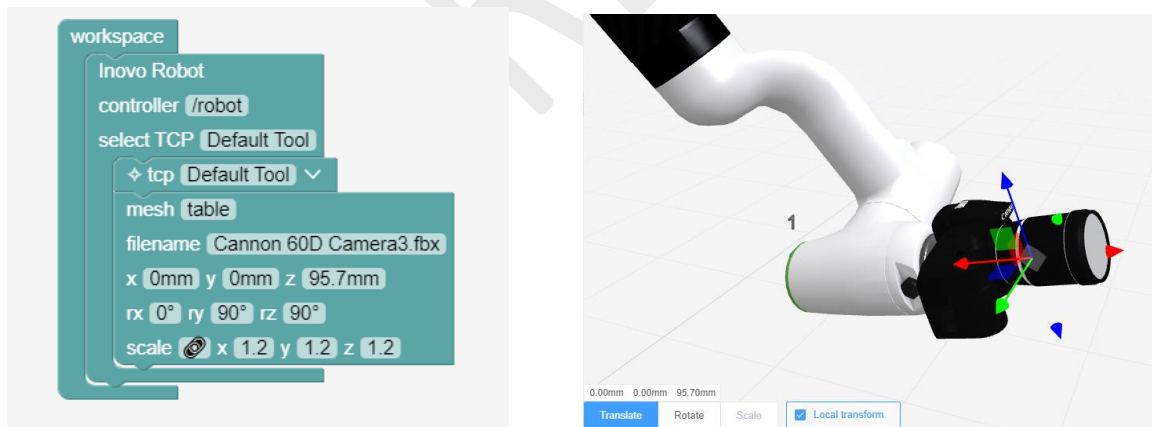 workspace
Inovo Robot
controller /robot
select TCP Default Tool
tcp Default Tool
mesh table
filename Cannon 60D Camera3.fbx
x 0mm y 0mm z 95.7mm
rx 0° ry 90° rz 90°
scale x 1.2 y 1.2 z 1.2
1
0.00mm 0.00mm 95.70mm
Translate Rotate Scale Local transform